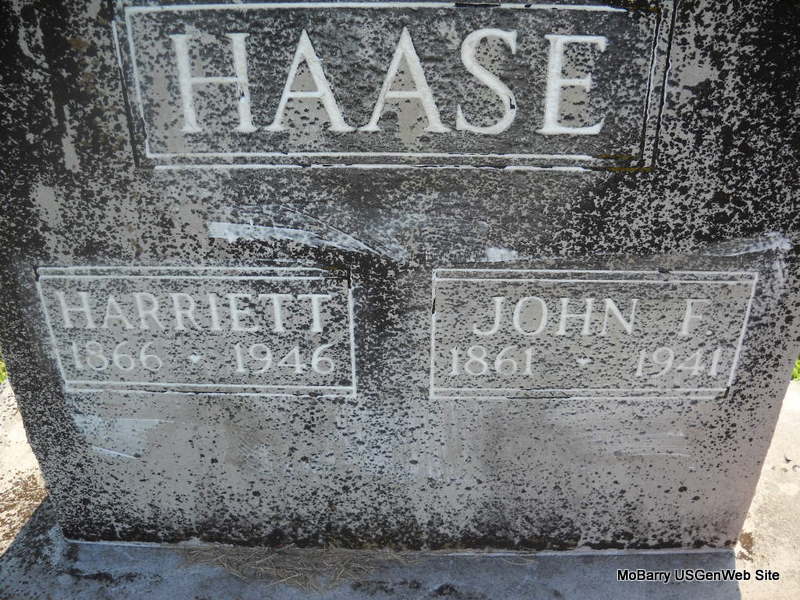 HAASE
HARRIETT
1866 · 1946
JOHN F.
1861 · 1941
MoBarry USGenWeb Site